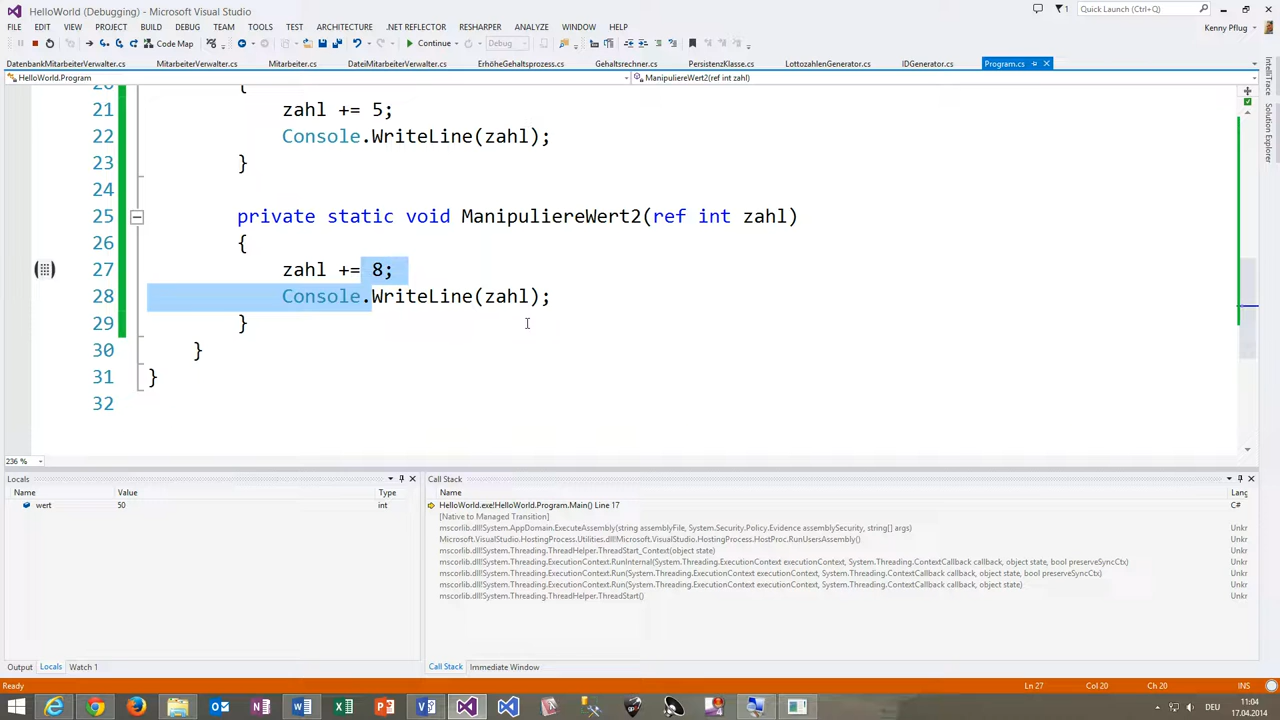 HelloWorld (Debugging) - Microsoft Visual Studio
Quick Launch (Ctrl+Q)
FILE EDIT VIEW PROJECT BUILD DEBUG TEAM TOOLS TEST ARCHITECTURE .NET REFLECTOR RESHARPER ANALYZE WINDOW HELP
Kenny Pflug
Code Map
Continue
Debug
DatenbankMitarbeiterVerwalter.cs MitarbeiterVerwalter.cs Mitarbeiter.cs DateiMitarbeiterVerwalter.cs ErhöheGehaltsprozess.cs Gehaltsrechner.cs PersistenzKlasse.cs LottozahlenGenerator.cs IDGenerator.cs Program.cs
HelloWorld.Program
ManipuliereWert2(ref int zahl)
20 {
21 zahl += 5;
22 Console.WriteLine(zahl);
23 }
24
25 private static void ManipuliereWert2(ref int zahl)
26 {
27 zahl += 8;
28 Console.WriteLine(zahl);
29 }
30 }
31 }
32
IntelliTrace
Solution Explorer
236 %
Locals
Name Value Type
wert 50 int
Call Stack
Name Lang
HelloWorld.exe!HelloWorld.Program.Main() Line 17 C#
[Native to Managed Transition]
mscorlib.dll!System.AppDomain.ExecuteAssembly(string assemblyFile, System.Security.Policy.Evidence assemblySecurity, string[] args) Unkr
Microsoft.VisualStudio.HostingProcess.Utilities.dll!Microsoft.VisualStudio.HostingProcess.HostProc.RunUsersAssembly() Unkr
mscorlib.dll!System.Threading.ThreadHelper.ThreadStart_Context(object state) Unkr
mscorlib.dll!System.Threading.ExecutionContext.RunInternal(System.Threading.ExecutionContext executionContext, System.Threading.ContextCallback callback, object state, bool preserveSyncCtx) Unkr
mscorlib.dll!System.Threading.ExecutionContext.Run(System.Threading.ExecutionContext executionContext, System.Threading.ContextCallback callback, object state, bool preserveSyncCtx) Unkr
mscorlib.dll!System.Threading.ExecutionContext.Run(System.Threading.ExecutionContext executionContext, System.Threading.ContextCallback callback, object state) Unkr
mscorlib.dll!System.Threading.ThreadHelper.ThreadStart() Unkr
Output Locals Watch 1
Call Stack Immediate Window
Ready
Ln 27 Col 20 Ch 20 INS
DEU
11:04
17.04.2014